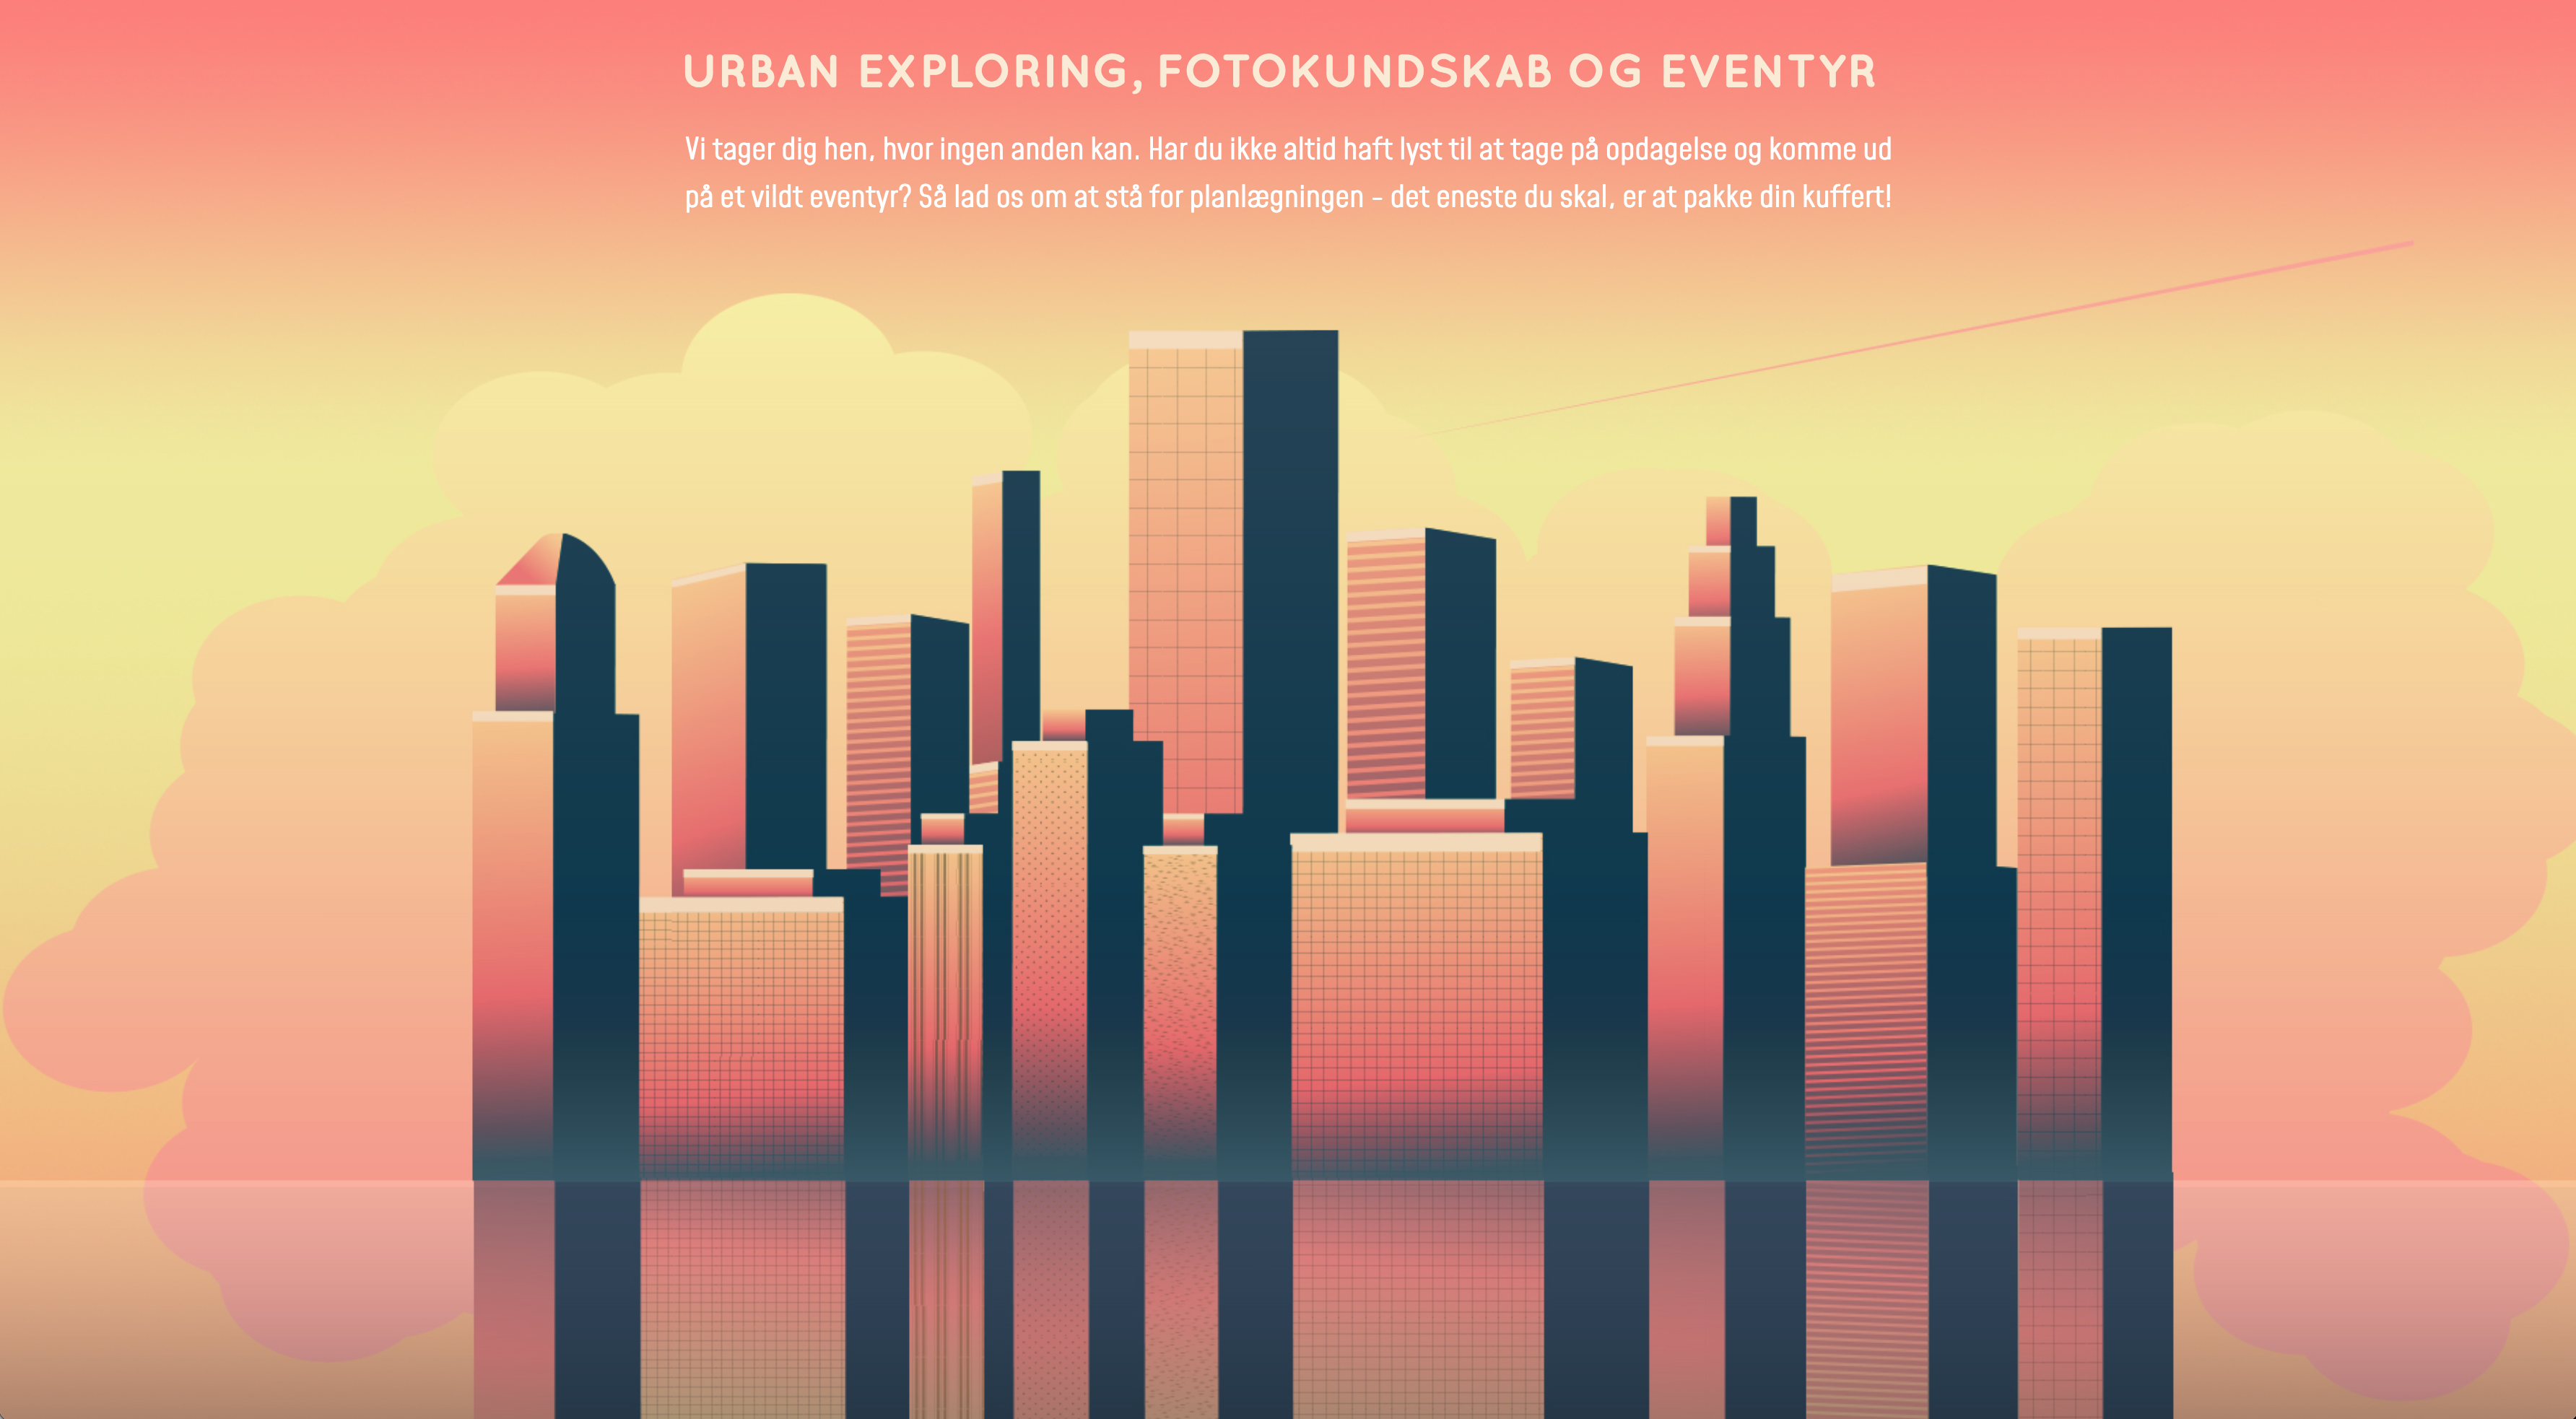 URBAN EXPLORING, FOTOKUNDSKAB OG EVENTYR
Vi tager dig hen, hvor ingen anden kan. Har du ikke altid haft lyst til at tage på opdagelse og komme ud
på et vildt eventyr? Så lad os om at stå for planlægningen - det eneste du skal, er at pakke din kuffert!